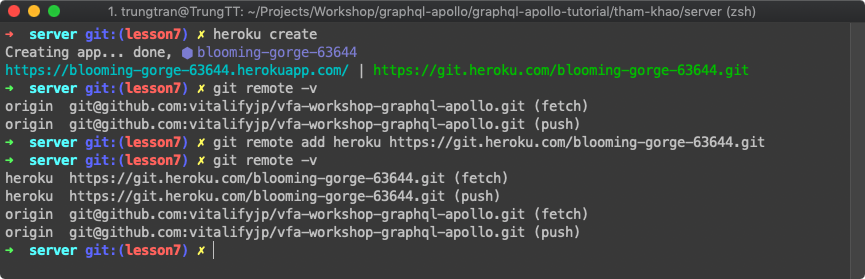 1. trungtran@TrungTT: ~/Projects/Workshop/graphql-apollo/graphql-apollo-tutorial/tham-khao/server (zsh)
➜  server git:(lesson7) ✗ heroku create
Creating app... done, ⬢ blooming-gorge-63644
https://blooming-gorge-63644.herokuapp.com/ | https://git.heroku.com/blooming-gorge-63644.git
➜  server git:(lesson7) ✗ git remote -v
origin  git@github.com:vitalifyjp/vfa-workshop-graphql-apollo.git (fetch)
origin  git@github.com:vitalifyjp/vfa-workshop-graphql-apollo.git (push)
➜  server git:(lesson7) ✗ git remote add heroku https://git.heroku.com/blooming-gorge-63644.git
➜  server git:(lesson7) ✗ git remote -v
heroku  https://git.heroku.com/blooming-gorge-63644.git (fetch)
heroku  https://git.heroku.com/blooming-gorge-63644.git (push)
origin  git@github.com:vitalifyjp/vfa-workshop-graphql-apollo.git (fetch)
origin  git@github.com:vitalifyjp/vfa-workshop-graphql-apollo.git (push)
➜  server git:(lesson7) ✗